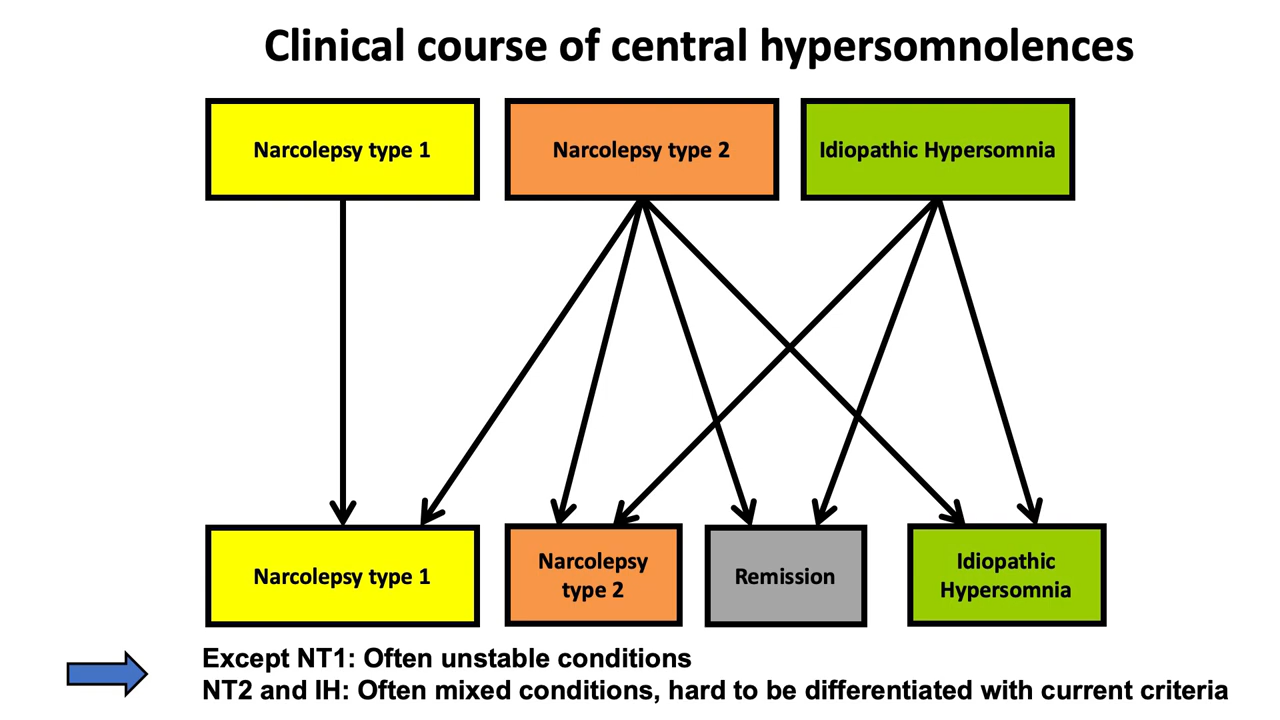 Clinical course of central hypersomnolences
Narcolepsy type 1
Narcolepsy type 2
Idiopathic Hypersomnia
Narcolepsy type 1
Narcolepsy
type 2
Remission
Idiopathic
Hypersomnia
Except NT1: Often unstable conditions
NT2 and IH: Often mixed conditions, hard to be differentiated with current criteria